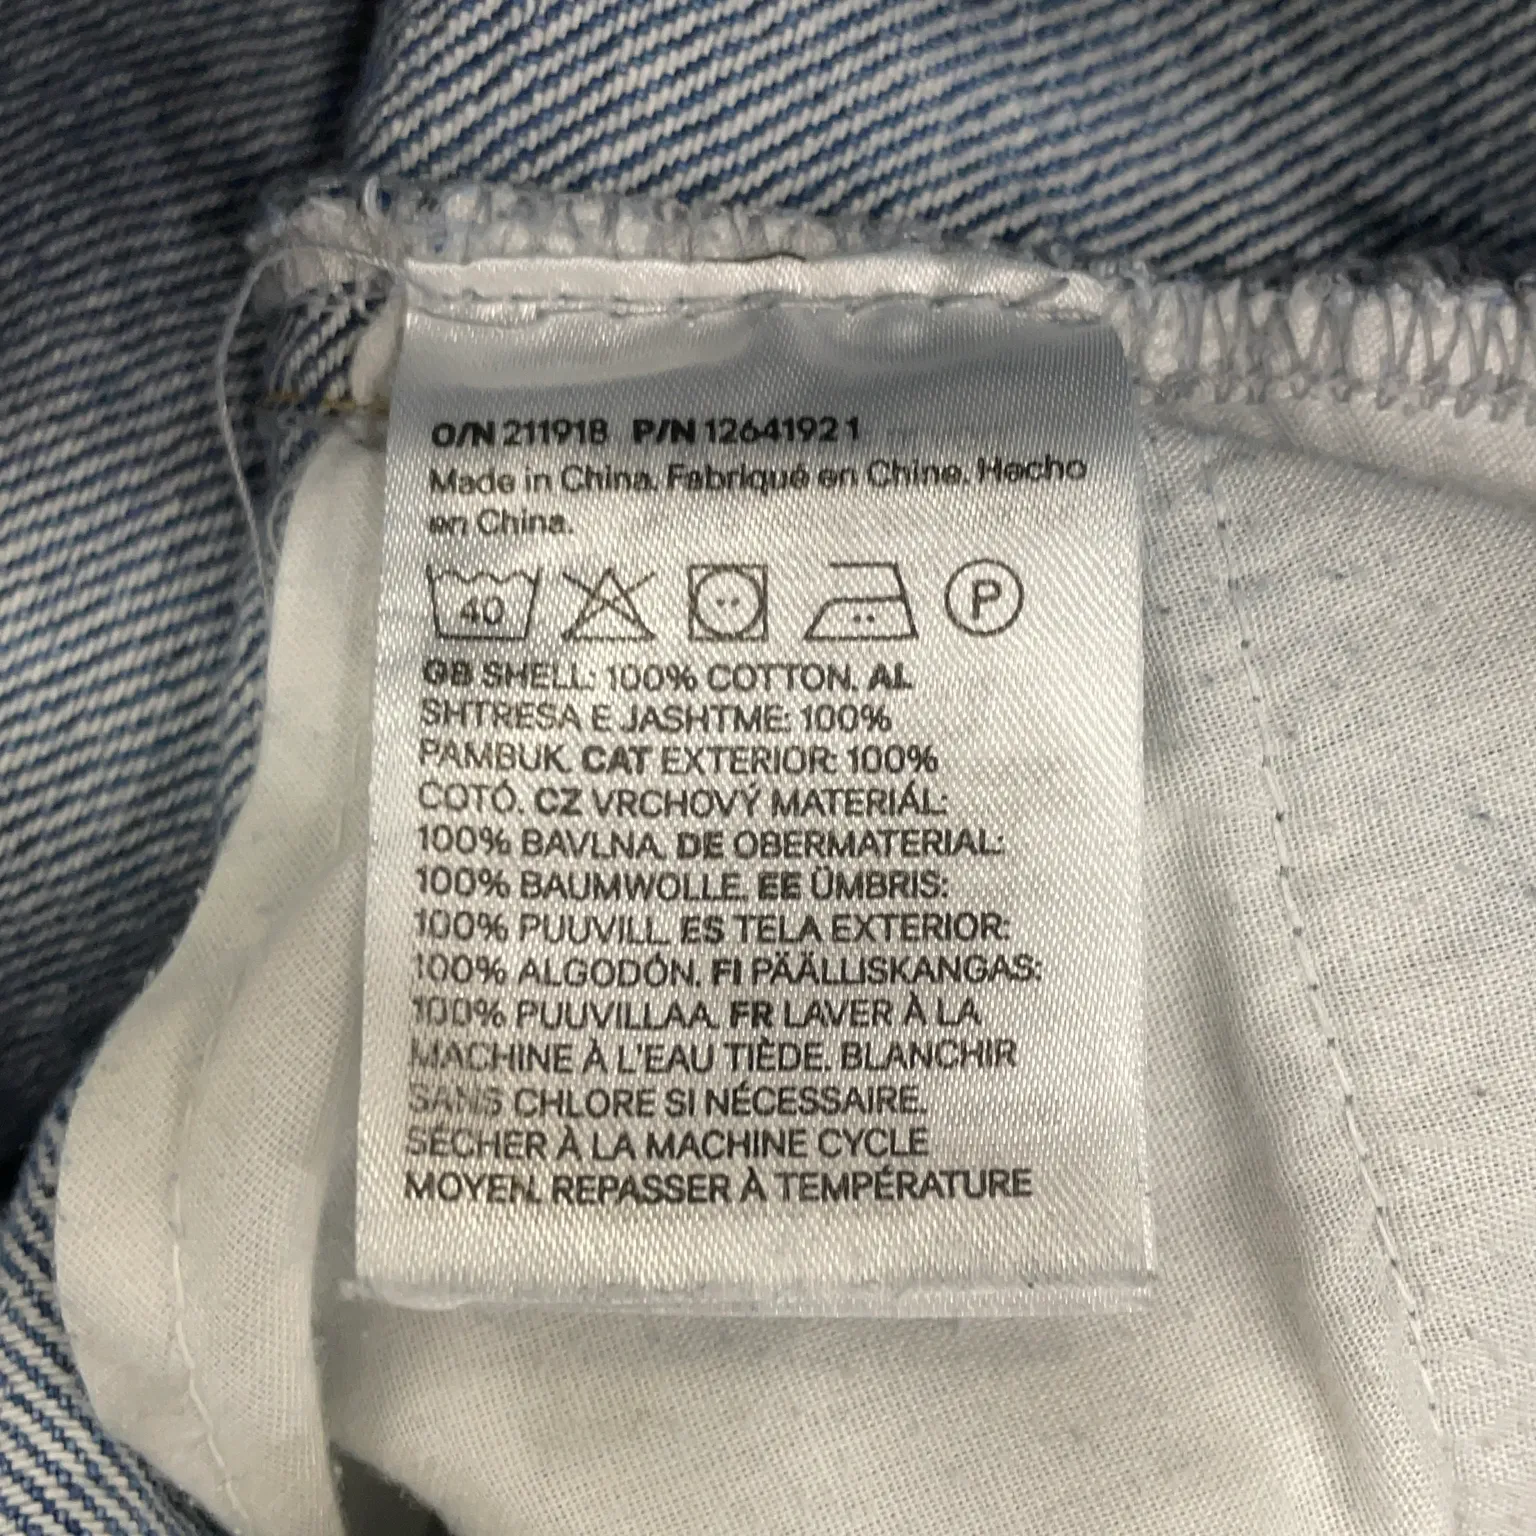 O/N 211918 P/N 12641921
Made in China. Fabriqué en Chine. Hecho
en China.
40 P
GB SHELL: 100% COTTON. AL
SHTRESA E JASHTME: 100%
PAMBUK. CAT EXTERIOR: 100%
COTÓ. CZ VRCHOVÝ MATERIÁL:
100% BAVLNA. DE OBERMATERIAL:
100% BAUMWOLLE. EE ÜMBRIS:
100% PUUVILL. ES TELA EXTERIOR:
100% ALGODÓN. FI PÄÄLLISKANGAS:
100% PUUVILLAA. FR LAVER À LA
MACHINE À L'EAU TIÈDE. BLANCHIR
SANS CHLORE SI NÉCESSAIRE.
SÉCHER À LA MACHINE CYCLE
MOYEN. REPASSER À TEMPÉRATURE